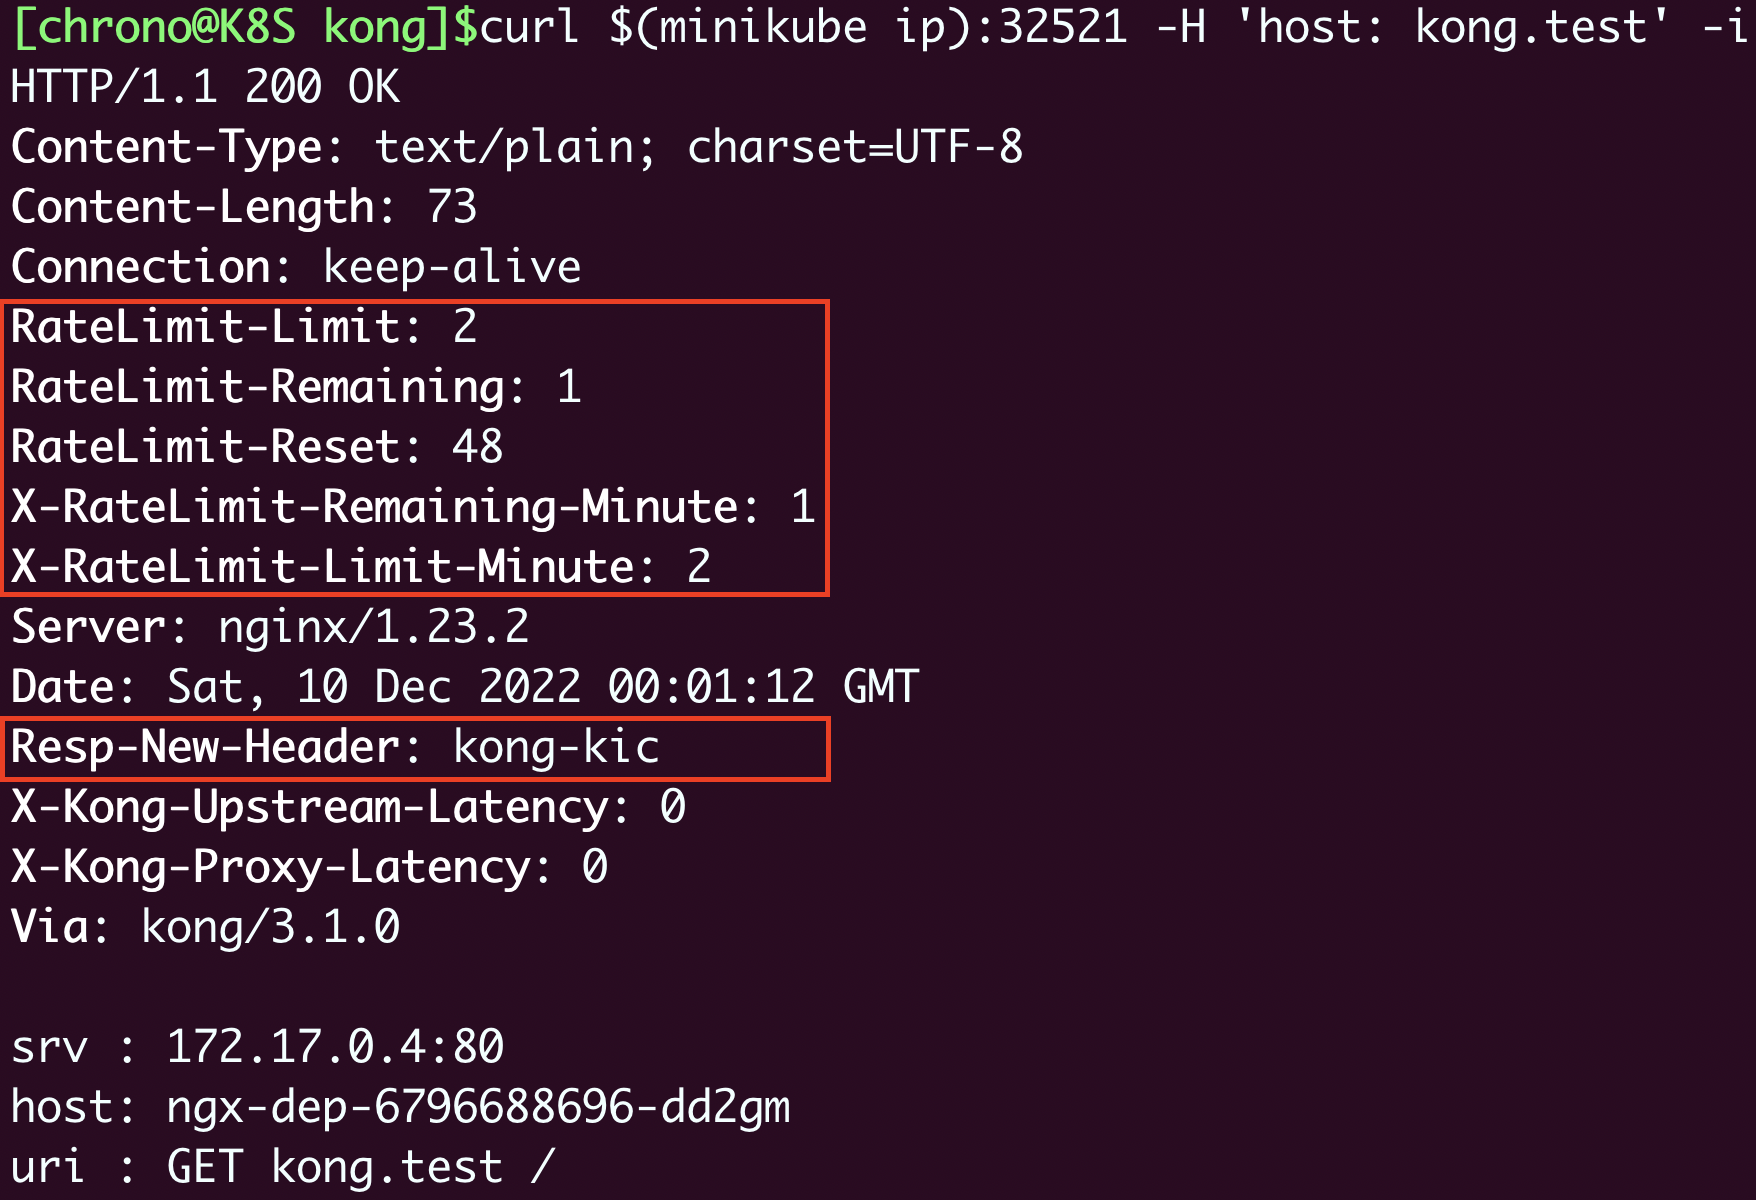 [chrono@K8S kong]$curl $(minikube ip):32521 -H 'host: kong.test' -i
HTTP/1.1 200 OK
Content-Type: text/plain; charset=UTF-8
Content-Length: 73
Connection: keep-alive
RateLimit-Limit: 2
RateLimit-Remaining: 1
RateLimit-Reset: 48
X-RateLimit-Remaining-Minute: 1
X-RateLimit-Limit-Minute: 2
Server: nginx/1.23.2
Date: Sat, 10 Dec 2022 00:01:12 GMT
Resp-New-Header: kong-kic
X-Kong-Upstream-Latency: 0
X-Kong-Proxy-Latency: 0
Via: kong/3.1.0
srv : 172.17.0.4:80
host: ngx-dep-6796688696-dd2gm
uri : GET kong.test /